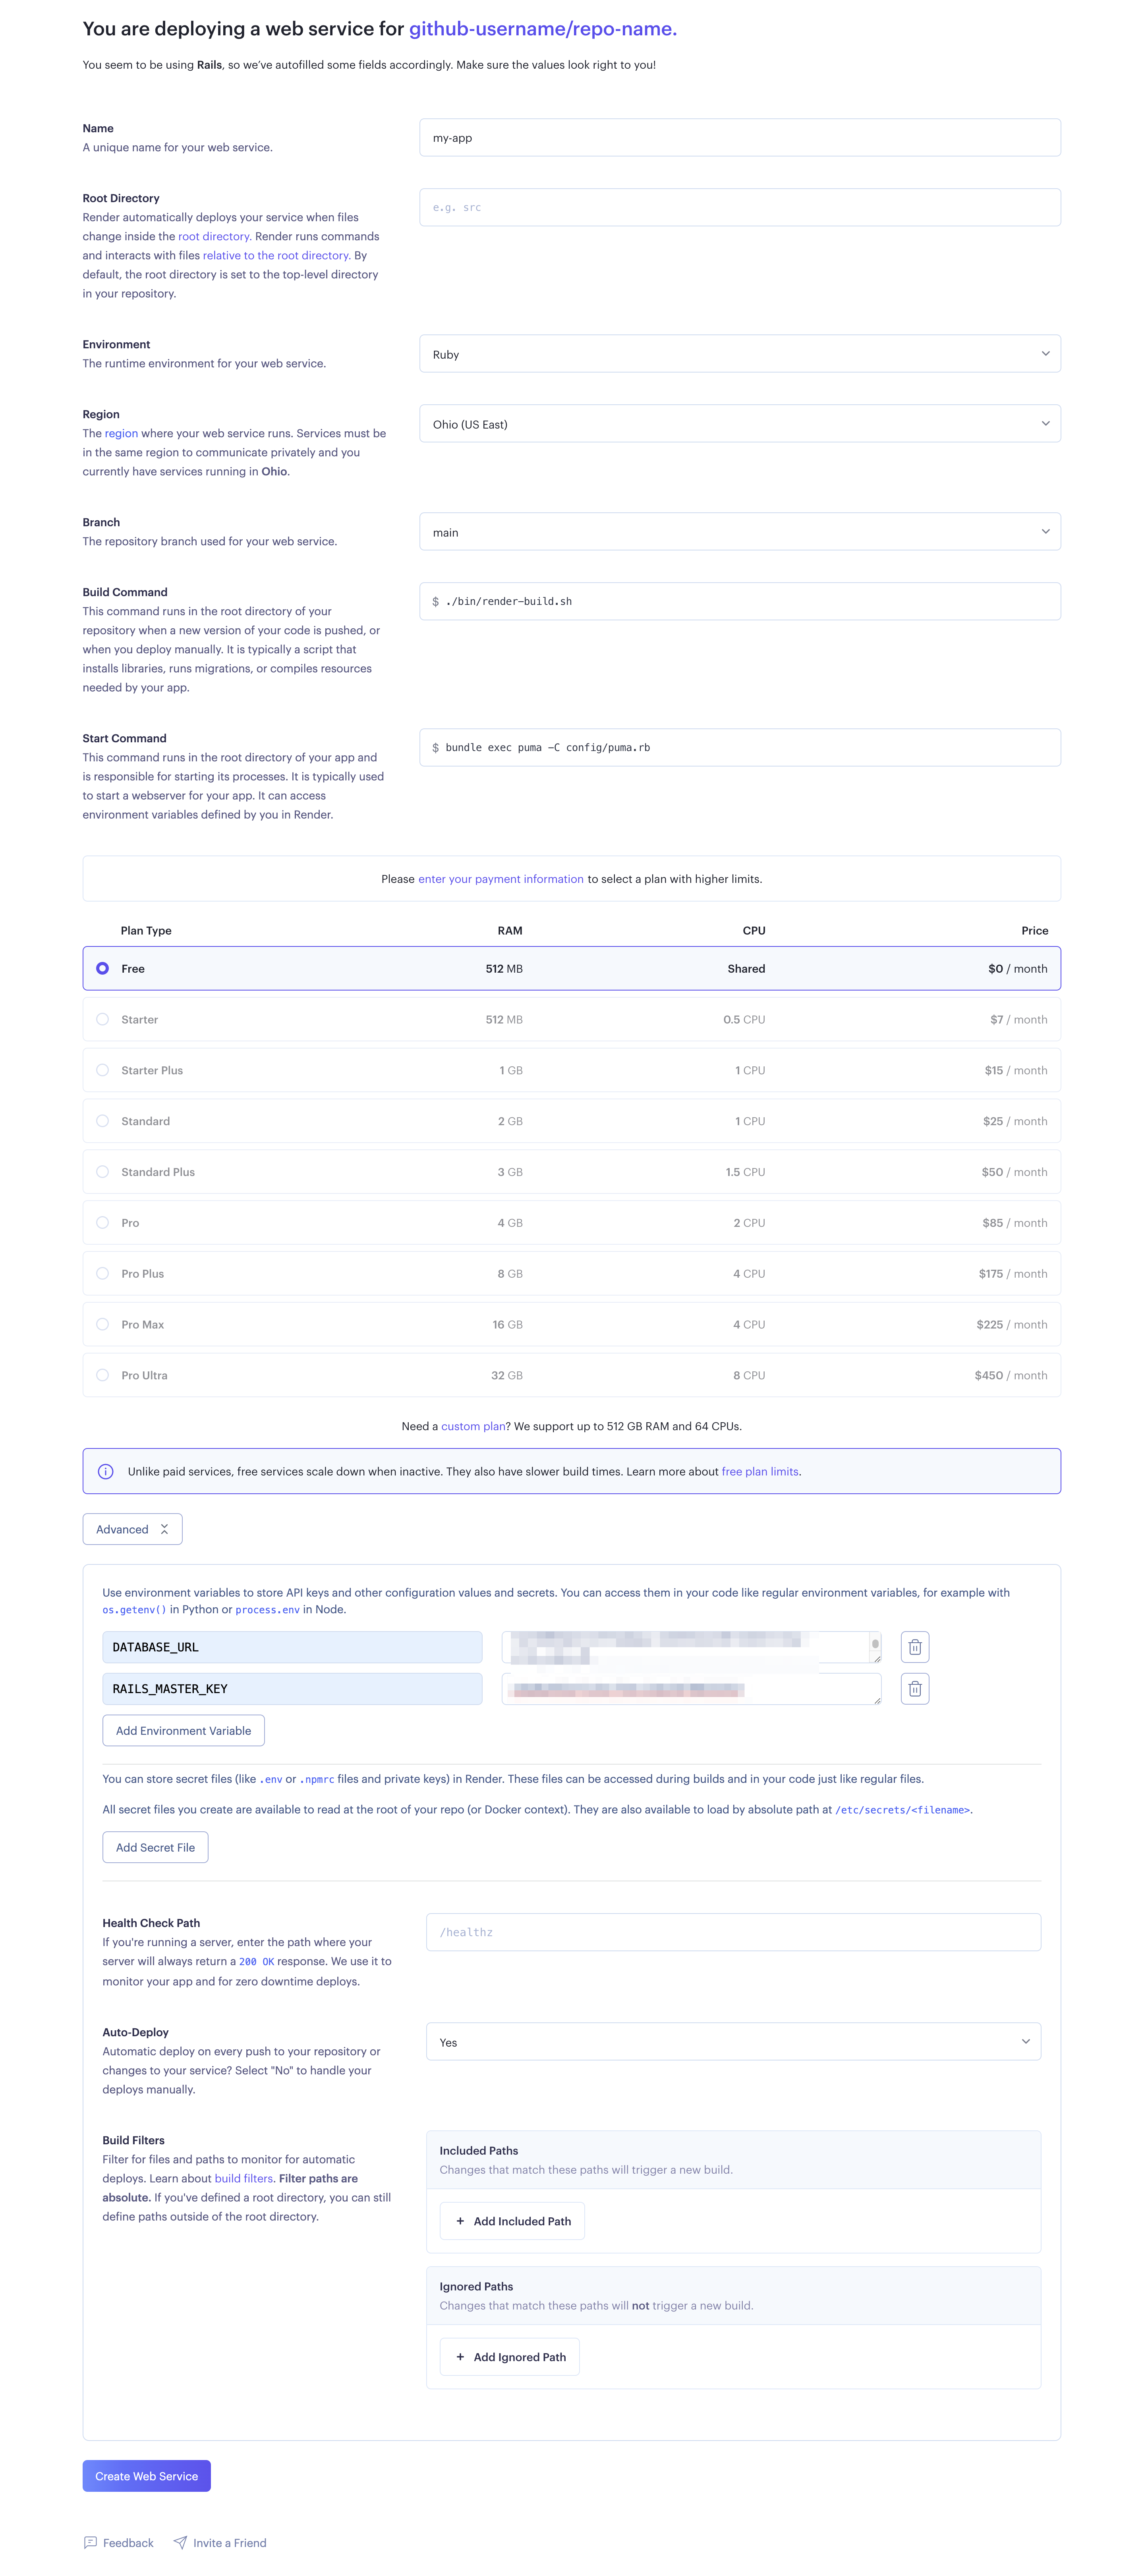 You are deploying a web service for github-username/repo-name.
You seem to be using Rails, so we've autofilled some fields accordingly. Make sure the values look right to you!
Name
A unique name for your web service.
my-app
Root Directory
Render automatically deploys your service when files
change inside the root directory. Render runs commands
and interacts with files relative to the root directory. By
default, the root directory is set to the top-level directory
in your repository.
e.g. src
Environment
The runtime environment for your web service.
Ruby
Region
The region where your web service runs. Services must be
in the same region to communicate privately and you
currently have services running in Ohio.
Ohio (US East)
Branch
The repository branch used for your web service.
main
Build Command
This command runs in the root directory of your
repository when a new version of your code is pushed, or
when you deploy manually. It is typically a script that
installs libraries, runs migrations, or compiles resources
needed by your app.
$ ./bin/render-build.sh
Start Command
This command runs in the root directory of your app and
is responsible for starting its processes. It is typically used
to start a webserver for your app. It can access
environment variables defined by you in Render.
$ bundle exec puma -C config/puma.rb
Please enter your payment information to select a plan with higher limits.
Plan Type RAM CPU Price
Free 512 MB Shared $0 / month
Starter 512 MB 0.5 CPU $7 / month
Starter Plus 1 GB 1 CPU $15 / month
Standard 2 GB 1 CPU $25 / month
Standard Plus 3 GB 1.5 CPU $50 / month
Pro 4 GB 2 CPU $85 / month
Pro Plus 8 GB 4 CPU $175 / month
Pro Max 16 GB 4 CPU $225 / month
Pro Ultra 32 GB 8 CPU $450 / month
Need a custom plan? We support up to 512 GB RAM and 64 CPUs.
Unlike paid services, free services scale down when inactive. They also have slower build times. Learn more about free plan limits.
Advanced
Use environment variables to store API keys and other configuration values and secrets. You can access them in your code like regular environment variables, for example with
os.getenv() in Python or process.env in Node.
DATABASE_URL
RAILS_MASTER_KEY
Add Environment Variable
You can store secret files (like .env or .npmrc files and private keys) in Render. These files can be accessed during builds and in your code just like regular files.
All secret files you create are available to read at the root of your repo (or Docker context). They are also available to load by absolute path at /etc/secrets/<filename>.
Add Secret File
Health Check Path
If you're running a server, enter the path where your
server will always return a 200 OK response. We use it to
monitor your app and for zero downtime deploys.
/healthz
Auto-Deploy
Automatic deploy on every push to your repository or
changes to your service? Select "No" to handle your
deploys manually.
Yes
Build Filters
Filter for files and paths to monitor for automatic
deploys. Learn about build filters. Filter paths are
absolute. If you've defined a root directory, you can still
define paths outside of the root directory.
Included Paths
Changes that match these paths will trigger a new build.
+ Add Included Path
Ignored Paths
Changes that match these paths will not trigger a new build.
+ Add Ignored Path
Create Web Service
Feedback Invite a Friend